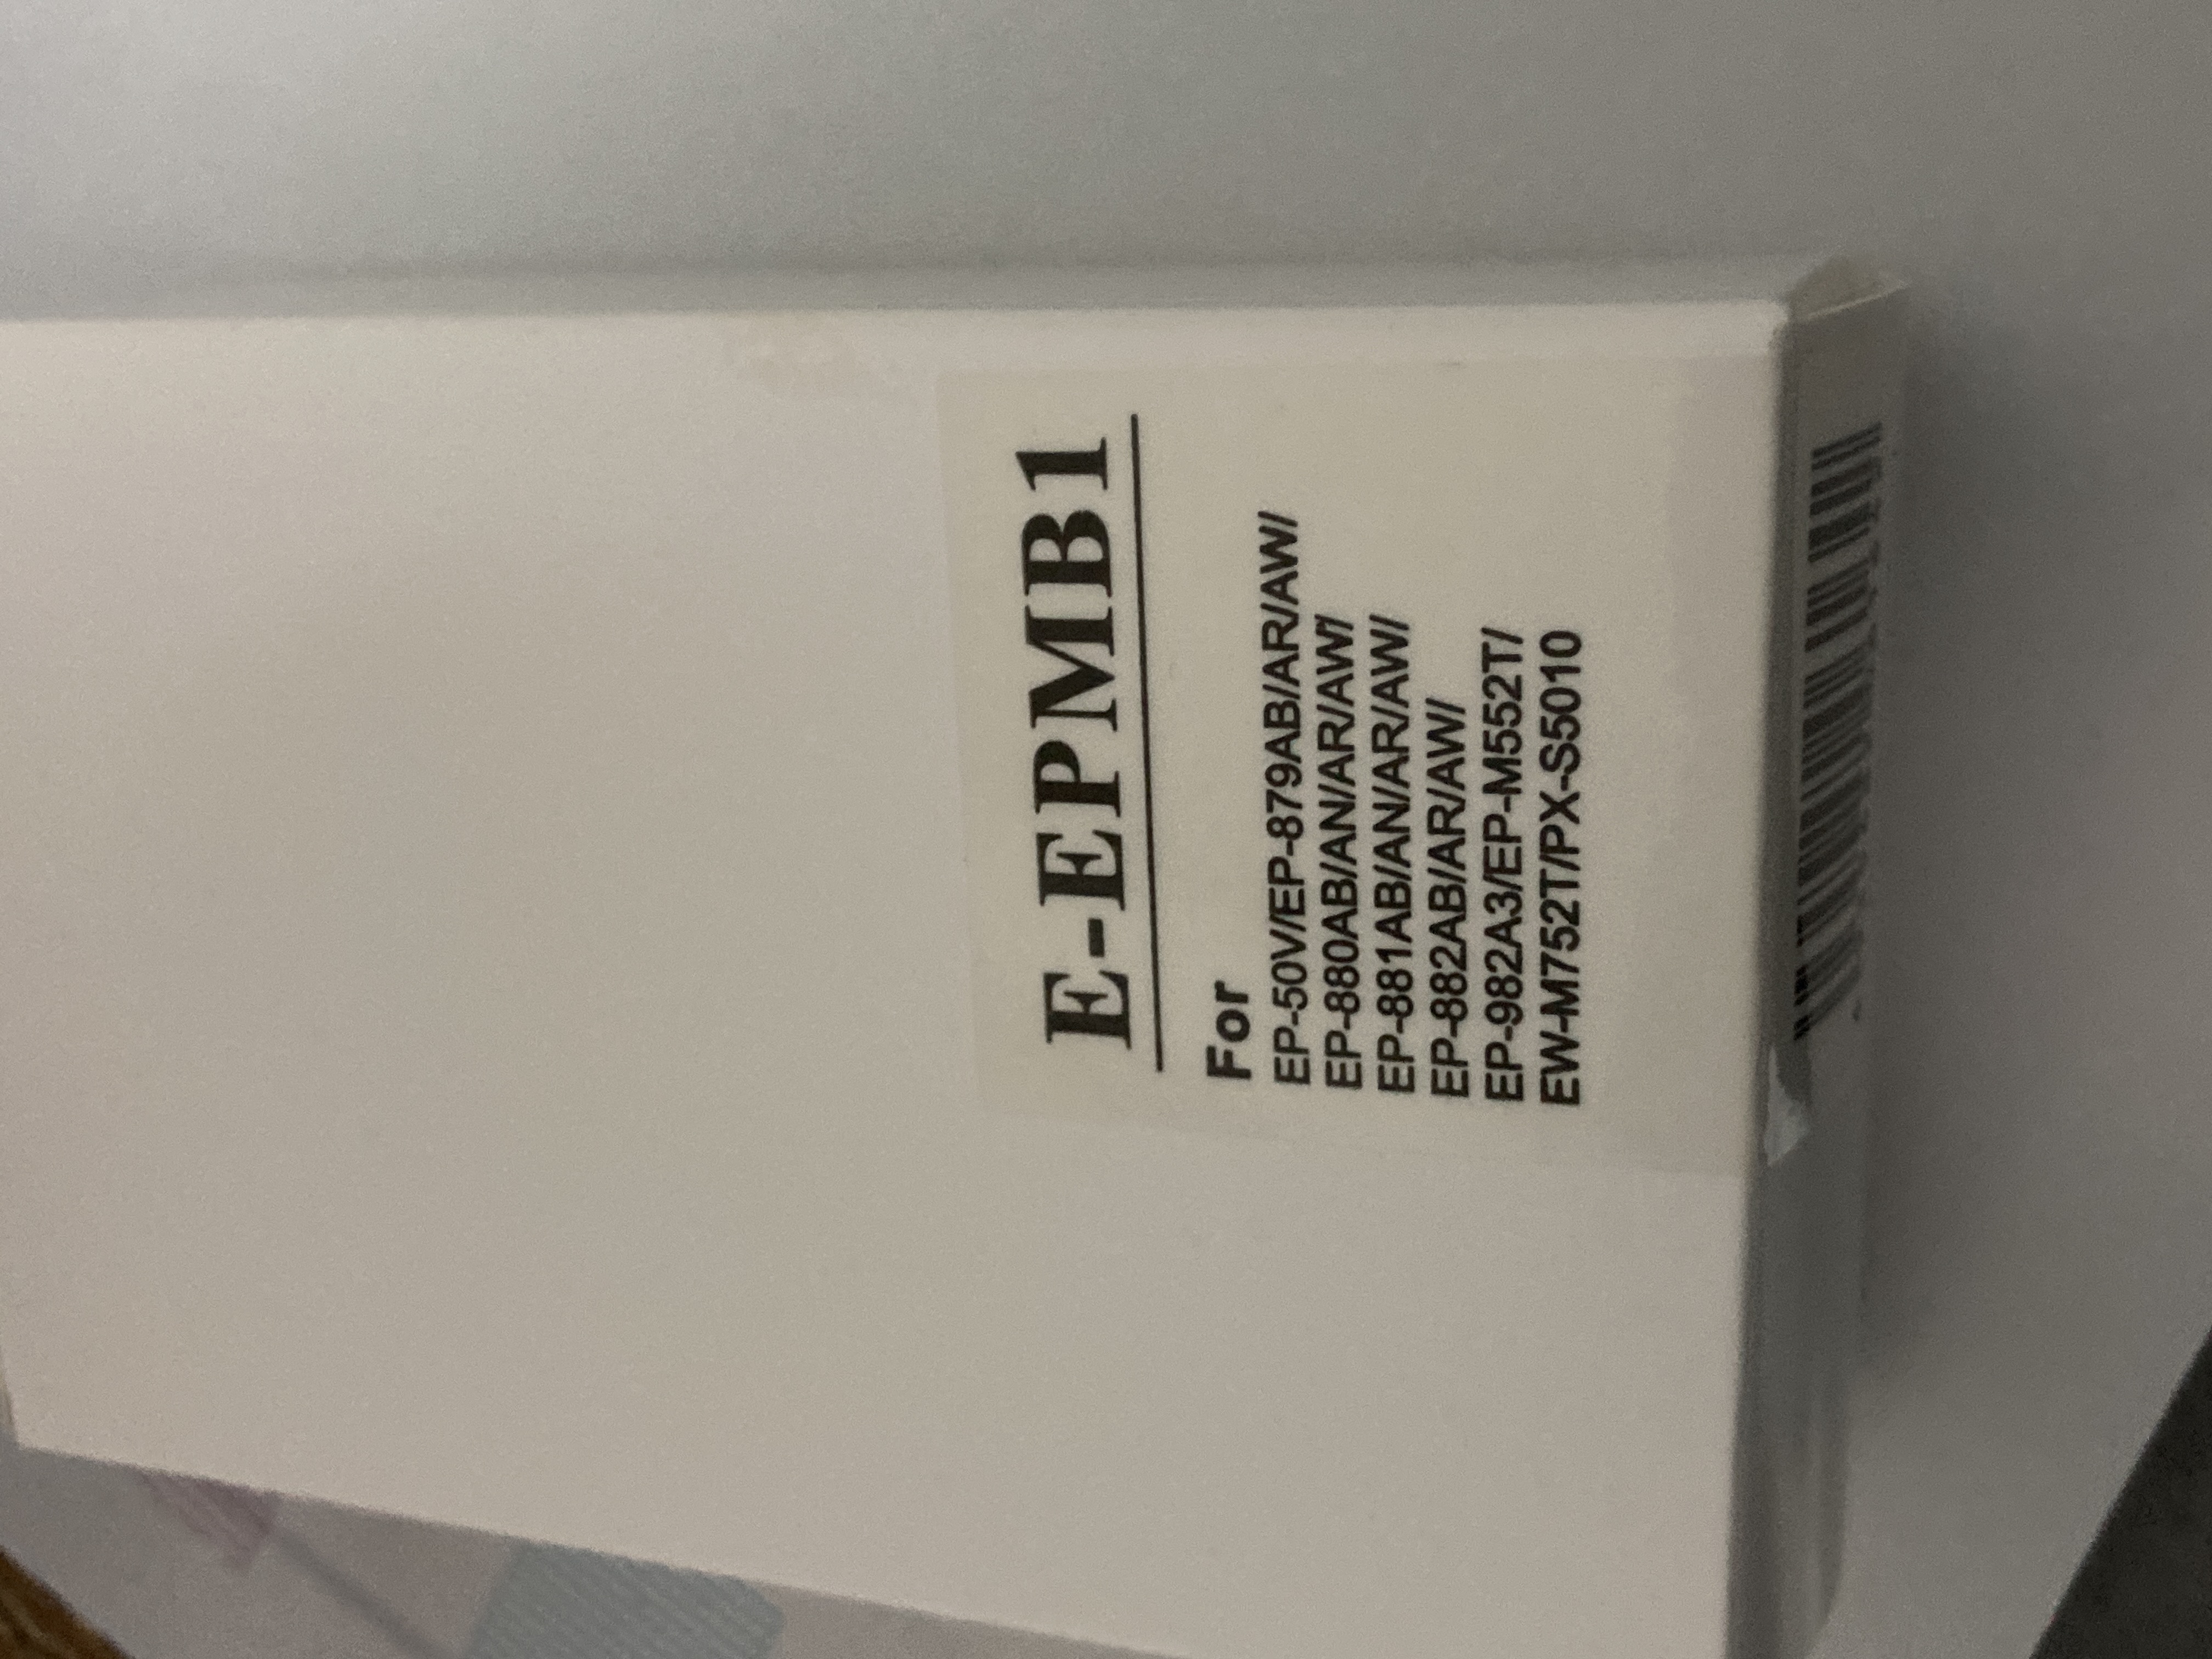 E-EPMB1
For
EP-50V/EP-879AB/AR/AW/
EP-880AB/AN/AR/AW/
EP-881AB/AN/AR/AW/
EP-882AB/AR/AW/
EP-982A3/EP-M552T/
EW-M752T/PX-S5010